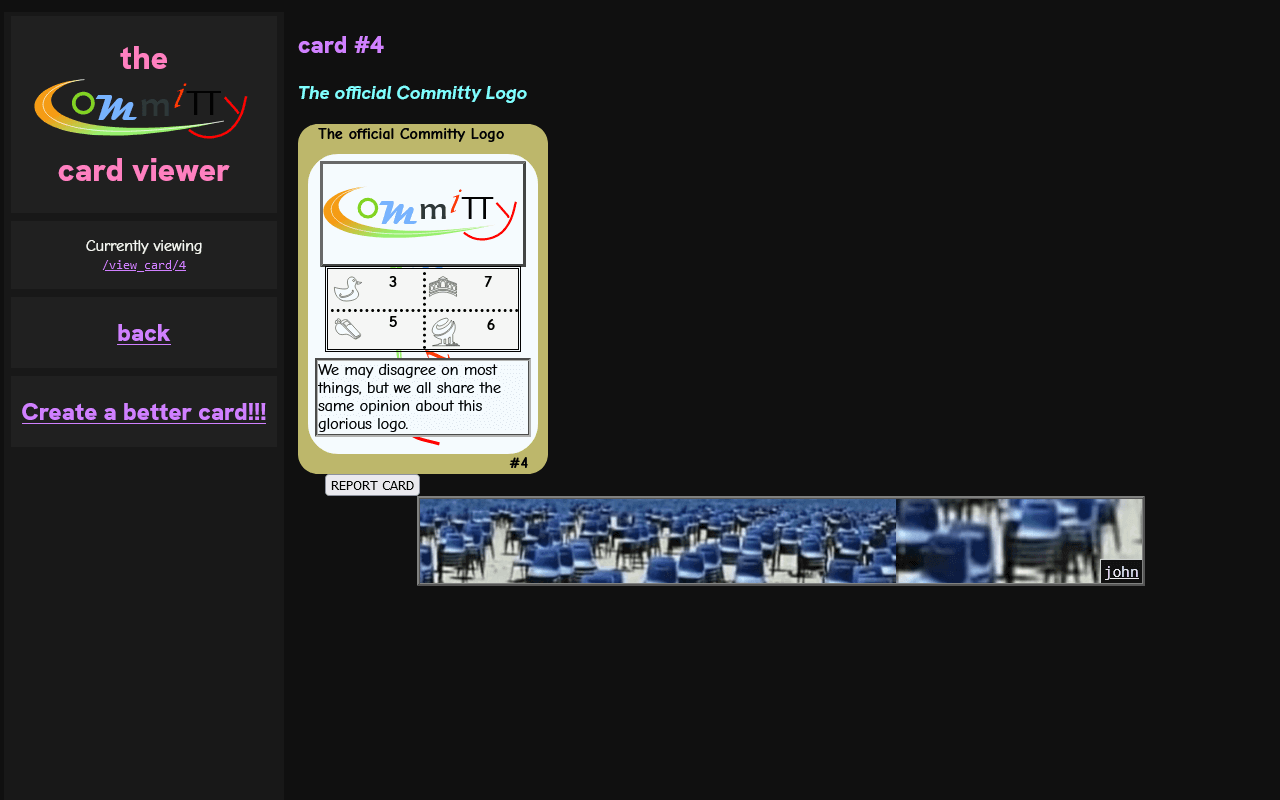 the
committy
card viewer
Currently viewing
/view_card/4
back
Create a better card!!!
card #4
The official Committy Logo
The official Committy Logo
committy
3
7
5
6
We may disagree on most
things, but we all share the
same opinion about this
glorious logo.
#4
REPORT CARD
john